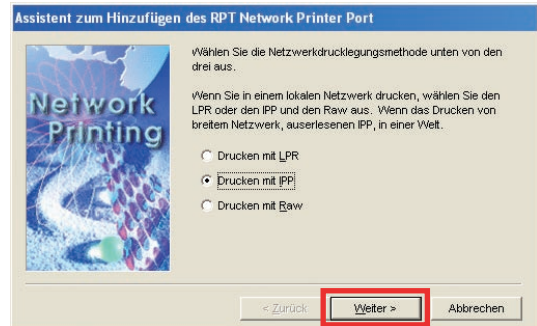 Assistent zum Hinzufügen des RPT Network Printer Port
Network
Printing
Wählen Sie die Netzwerkdrucklegungsmethode unten von den
drei aus.
Wenn Sie in einem lokalen Netzwerk drucken, wählen Sie den
LPR oder den IPP und den Raw aus. Wenn das Drucken von
breitem Netzwerk, auserlesenen IPP, in einer Welt.
Drucken mit LPR
Drucken mit IPP
Drucken mit Raw
< Zurück
Weiter >
Abbrechen